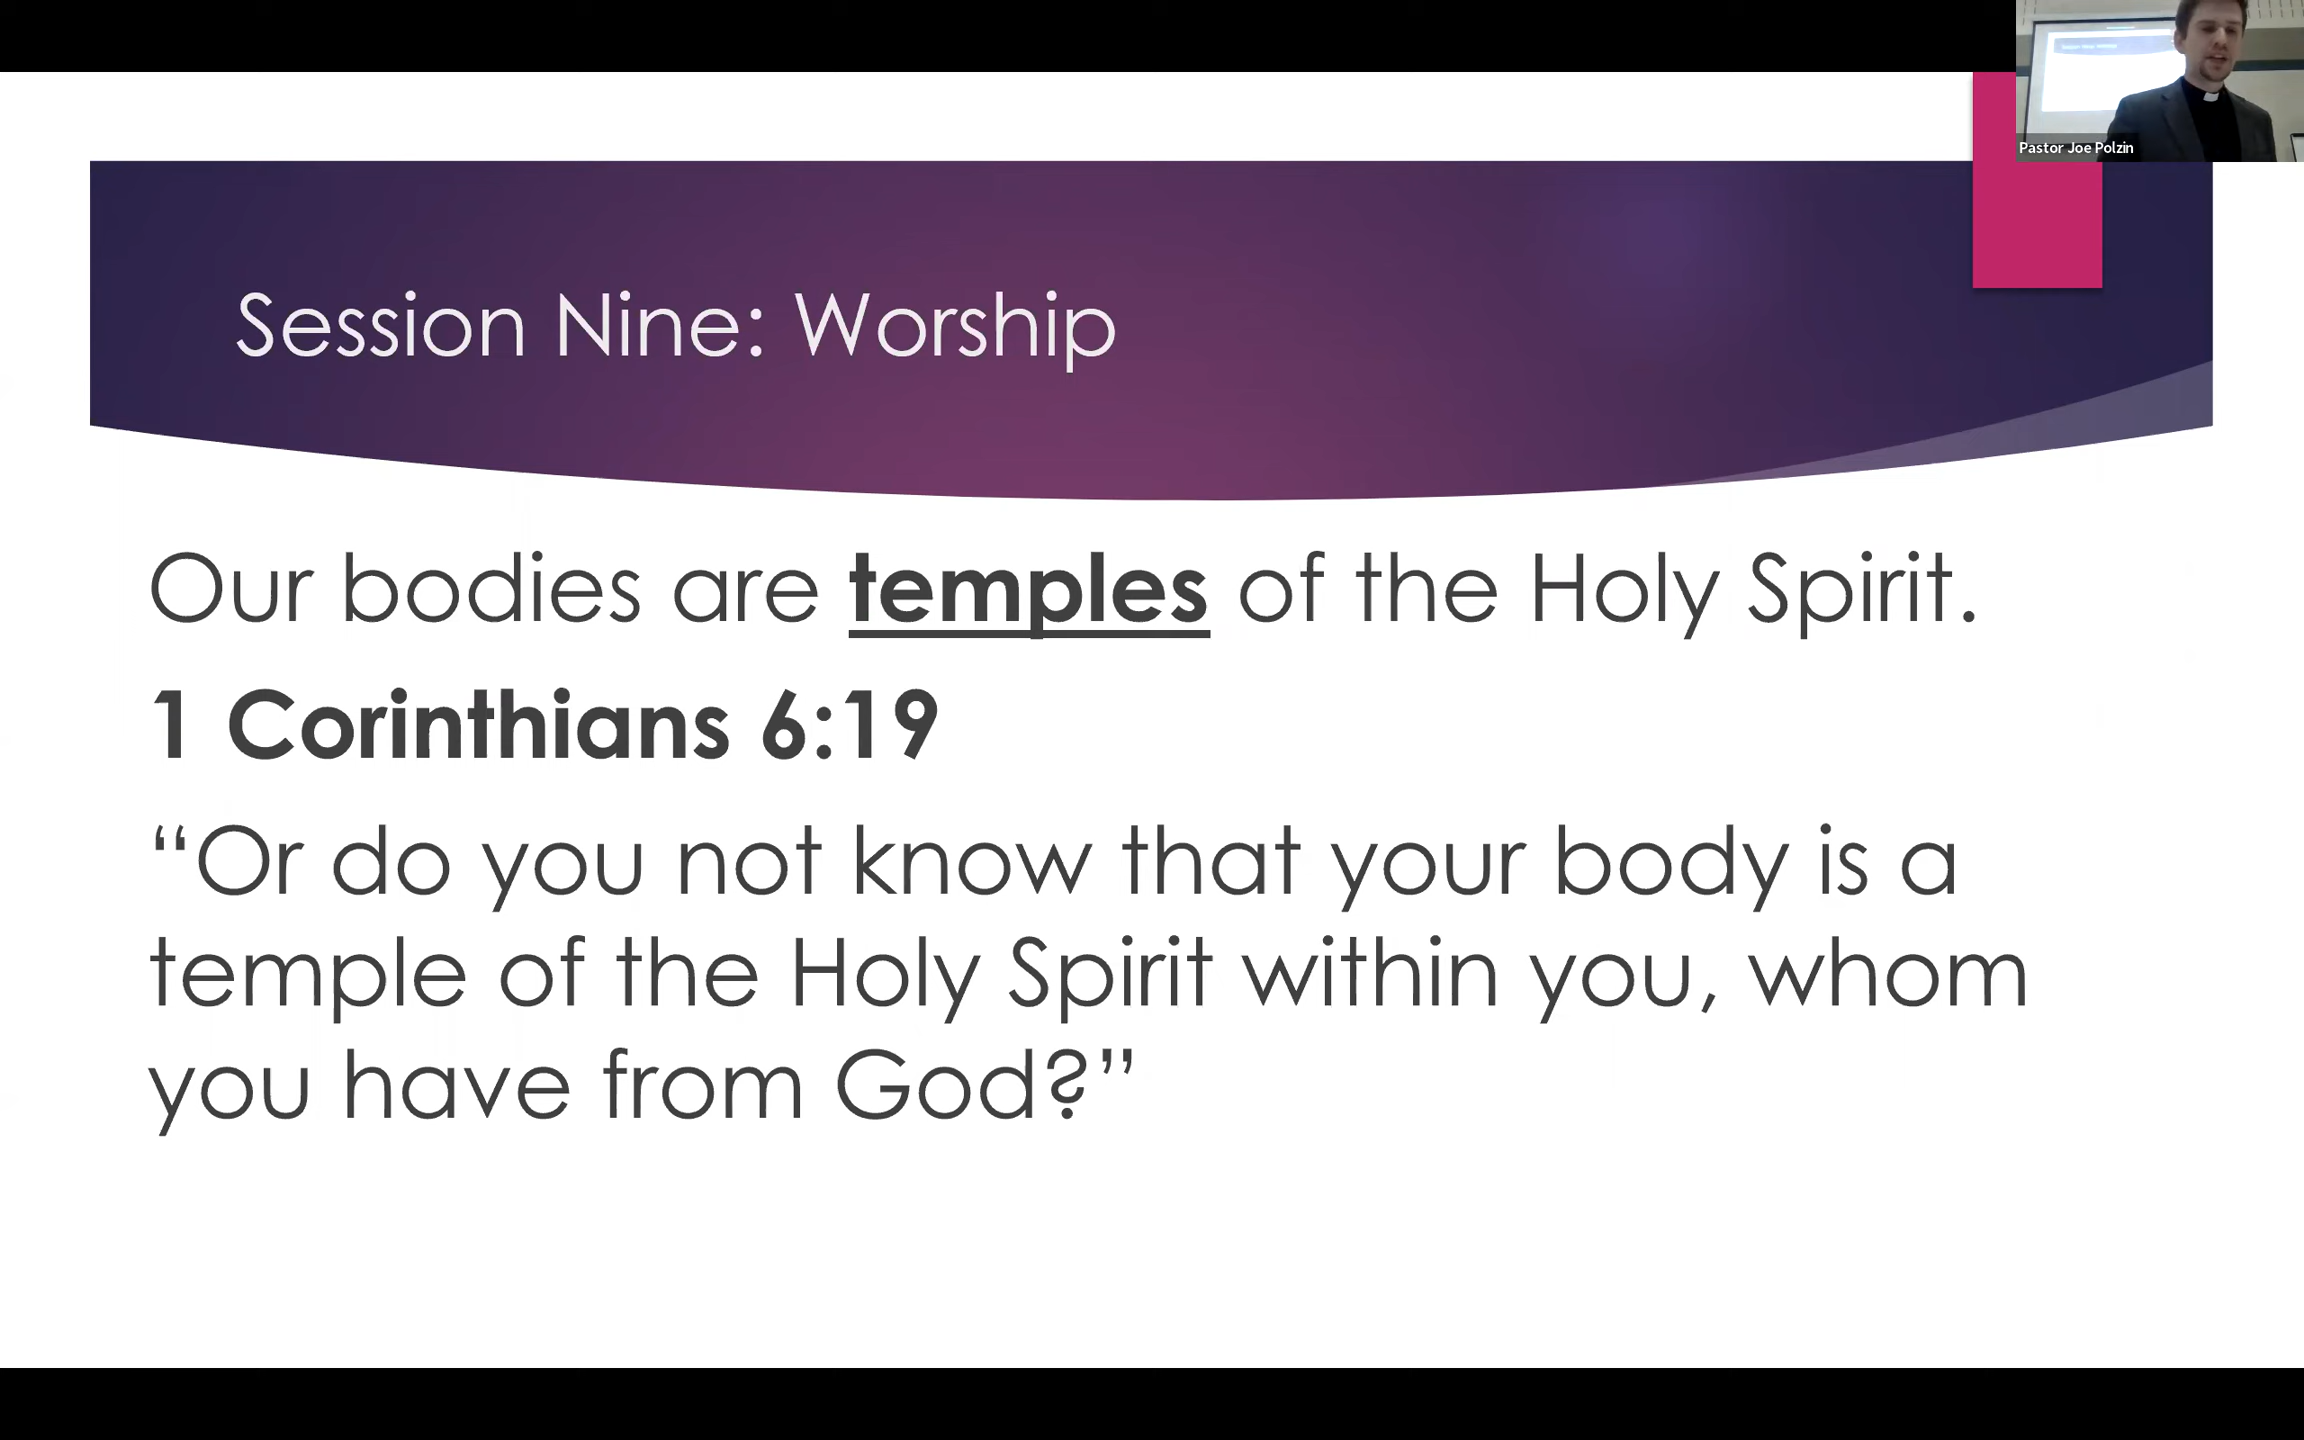 Pastor Joe Polzin
Session Nine: Worship
Our bodies are temples of the Holy Spirit.
1 Corinthians 6:19
“Or do you not know that your body is a
temple of the Holy Spirit within you, whom
you have from God?”